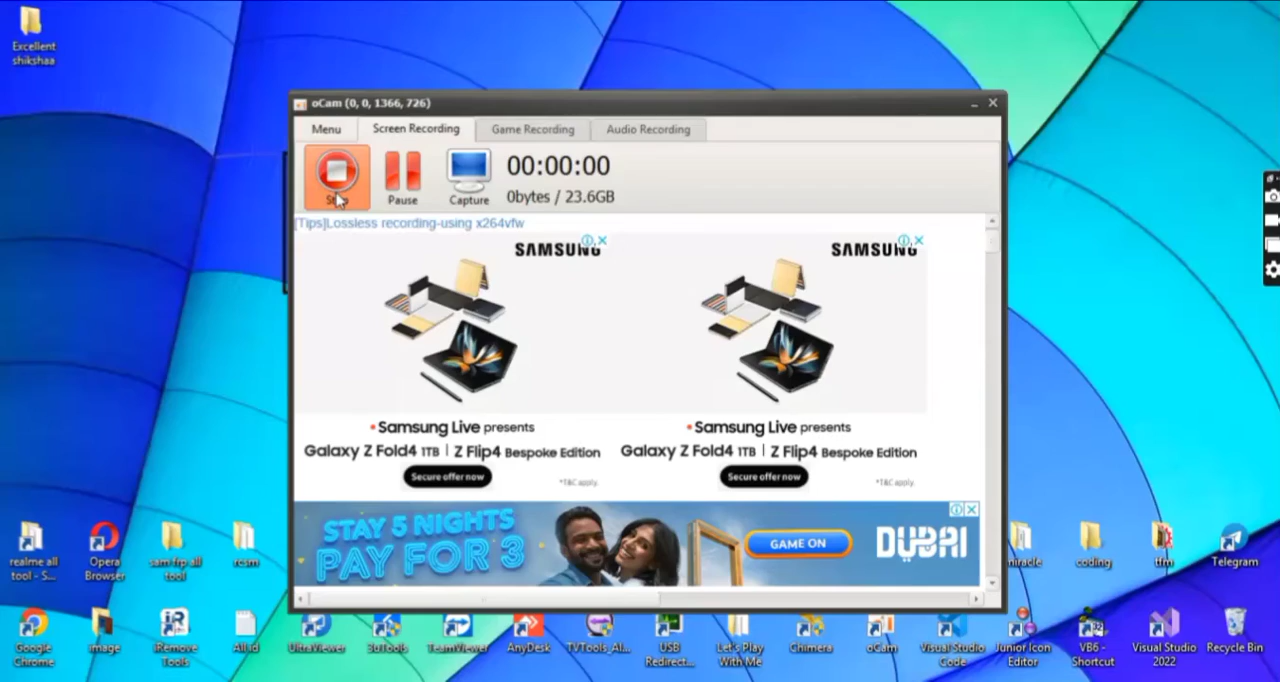 Excellent
shikshaa
oCam (0, 0, 1366, 726)
Menu
Screen Recording
Game Recording
Audio Recording
Pause
Capture
00:00:00
0bytes / 23.6GB
[Tips]Lossless recording-using x264vfw
SAMSUNG
SAMSUNG
Samsung Live presents
Galaxy Z Fold4 1TB | Z Flip4 Bespoke Edition
Secure offer now
*T&C apply.
Samsung Live presents
Galaxy Z Fold4 1TB | Z Flip4 Bespoke Edition
Secure offer now
*T&C apply.
STAY 5 NIGHTS
PAY FOR 3
GAME ON
DUBAI
realme all
tool - S...
Opera
Browser
sam frp all
tool
rcsm
miracle
coding
tfm
Telegram
Google
Chrome
image
iRemove
Tools
All id
UltraViewer
3uTools
TeamViewer
AnyDesk
TVTools_Al...
USB
Redirect...
Let's Play
With Me
Chimera
oCam
Visual Studio
Code
Junior Icon
Editor
VB6 -
Shortcut
Visual Studio
2022
Recycle Bin